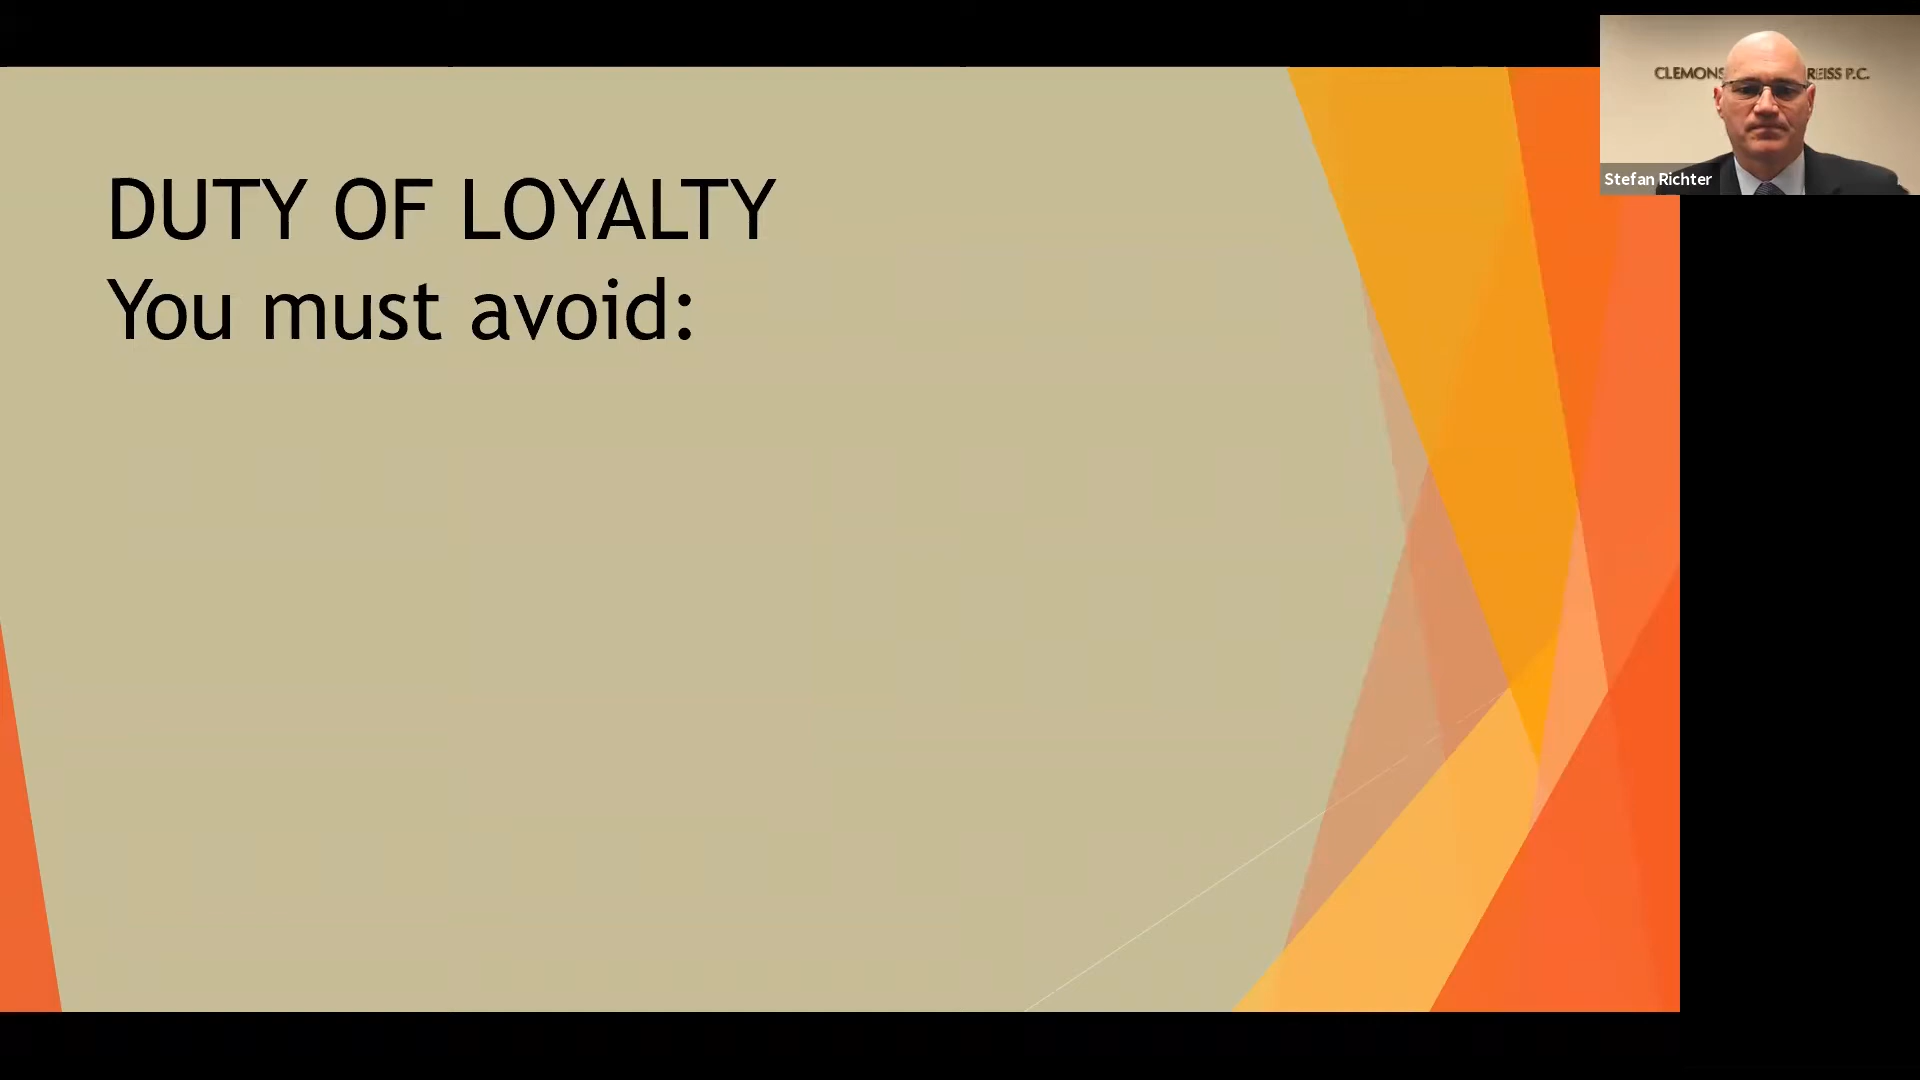 DUTY OF LOYALTY
You must avoid:
CLEMONS REISS P.C.
Stefan Richter